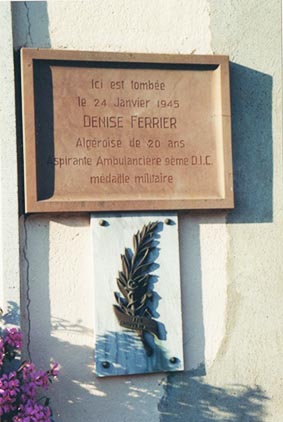 Ici est tombée
le 24 Janvier 1945
DENISE FERRIER
Algéroise de 20 ans
Aspirante Ambulancière 9ème D.I.C.
médaille militaire